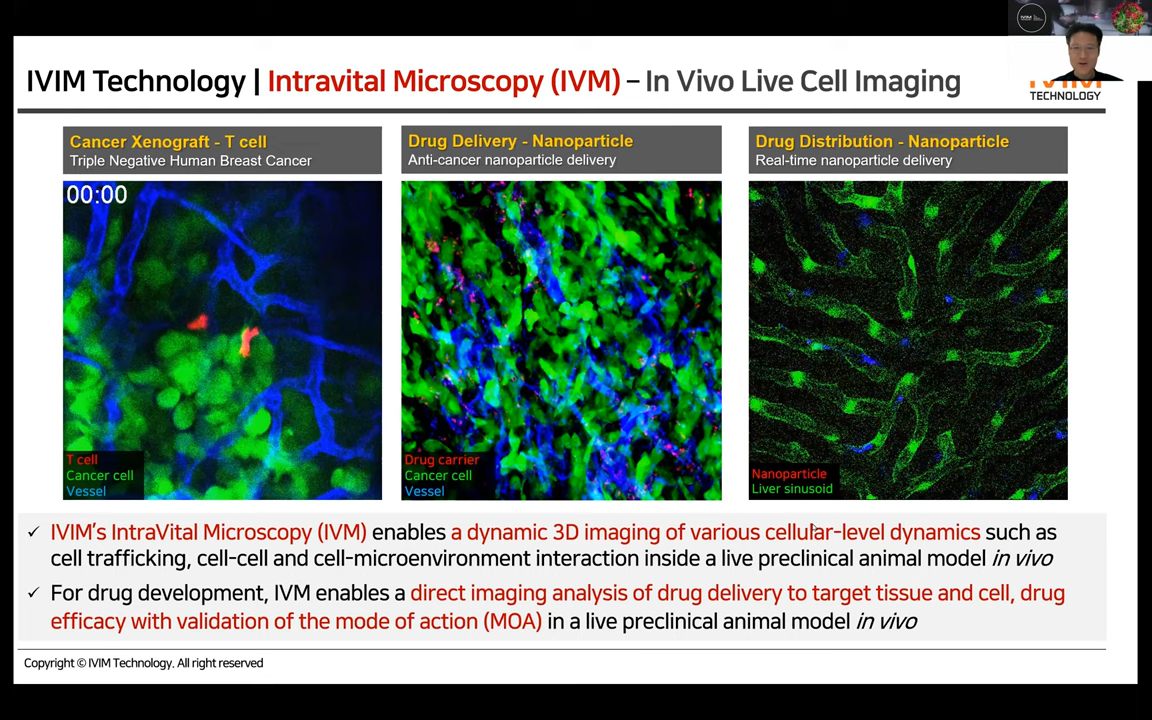 IVIM Technology | Intravital Microscopy (IVM) – In Vivo Live Cell Imaging
TECHNOLOGY
Cancer Xenograft - T cell
Triple Negative Human Breast Cancer
Drug Delivery - Nanoparticle
Anti-cancer nanoparticle delivery
Drug Distribution - Nanoparticle
Real-time nanoparticle delivery
00:00
T cell
Cancer cell
Vessel
Drug carrier
Cancer cell
Vessel
Nanoparticle
Liver sinusoid
✓ IVIM's IntraVital Microscopy (IVM) enables a dynamic 3D imaging of various cellular-level dynamics such as
cell trafficking, cell-cell and cell-microenvironment interaction inside a live preclinical animal model in vivo
✓ For drug development, IVM enables a direct imaging analysis of drug delivery to target tissue and cell, drug
efficacy with validation of the mode of action (MOA) in a live preclinical animal model in vivo
Copyright © IVIM Technology. All right reserved